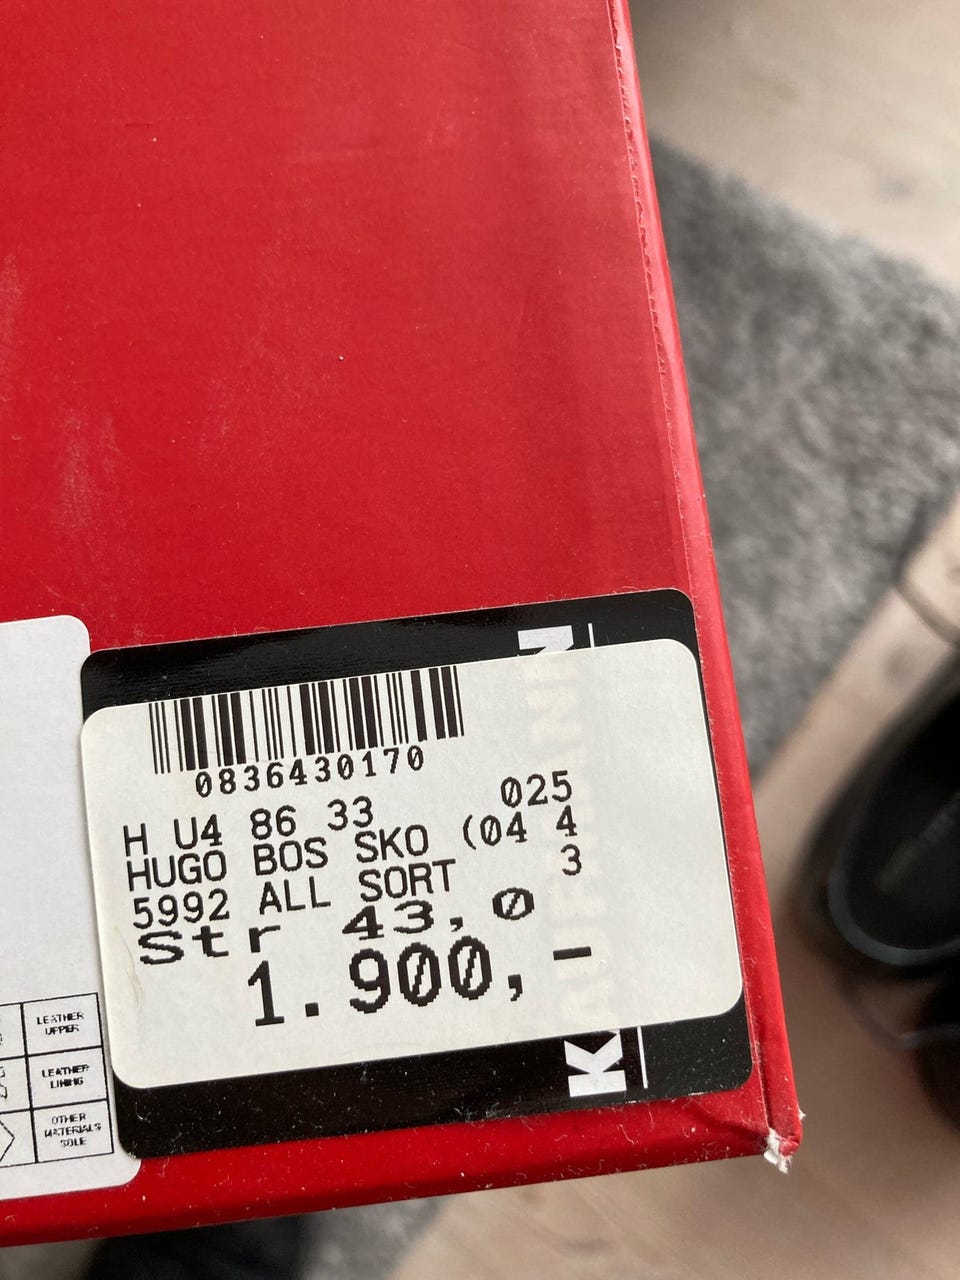 0836430170
H U4 86 33 025
HUGO BOS SKO (04 4
5992 ALL SORT 3
Str 43,0
1.900,-
KAUFMANN
LEATHER
UPPER
LEATHER
LINING
OTHER
MATERIALS
SOLE